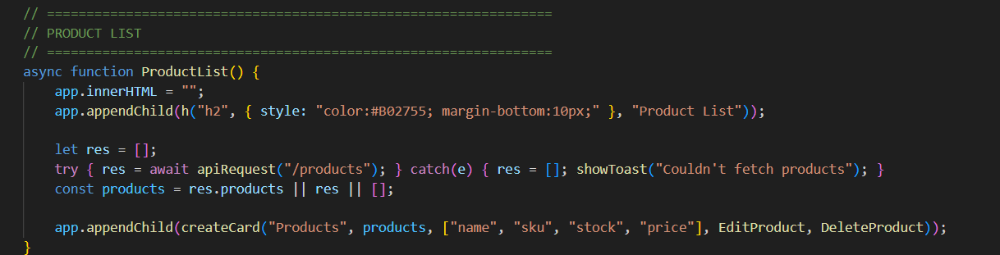 // ================================================================
// PRODUCT LIST
// ================================================================
async function ProductList() {
    app.innerHTML = "";
    app.appendChild(h("h2", { style: "color:#B02755; margin-bottom:10px;" }, "Product List"));

    let res = [];
    try { res = await apiRequest("/products"); } catch(e) { res = []; showToast("Couldn't fetch products"); }
    const products = res.products || res || [];

    app.appendChild(createCard("Products", products, ["name", "sku", "stock", "price"], EditProduct, DeleteProduct));
}